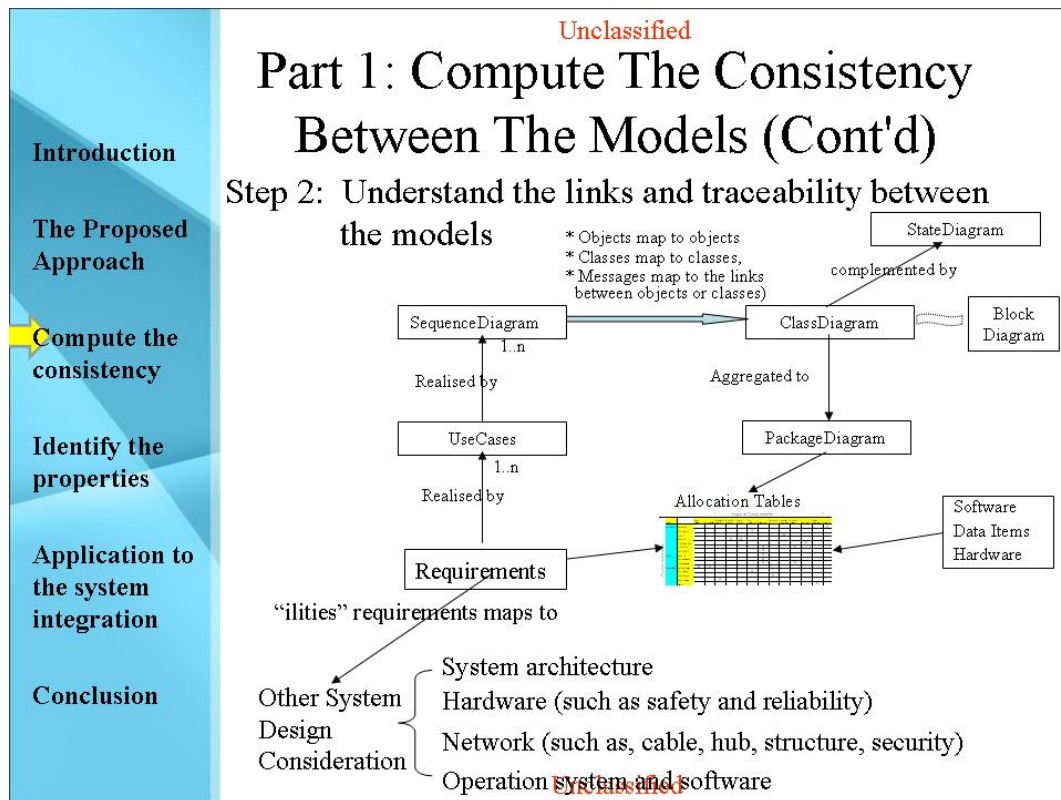 Unclassified
Part 1: Compute The Consistency
Between The Models (Cont'd)
Introduction
The Proposed
Approach
Compute the
consistency
Identify the
properties
Application to
the system
integration
Conclusion
Step 2: Understand the links and traceability between
the models
* Objects map to objects
* Classes map to classes,
* Messages map to the links
between objects or classes)
StateDiagram
complemented by
SequenceDiagram
1..n
ClassDiagram
Block
Diagram
Realised by
Aggregated to
UseCases
1..n
PackageDiagram
Realised by
Allocation Tables
Software
Data Items
Hardware
Requirements
“ilities” requirements maps to
Other System
Design
Consideration
System architecture
Hardware (such as safety and reliability)
Network (such as, cable, hub, structure, security)
Operation system and software
Unclassified